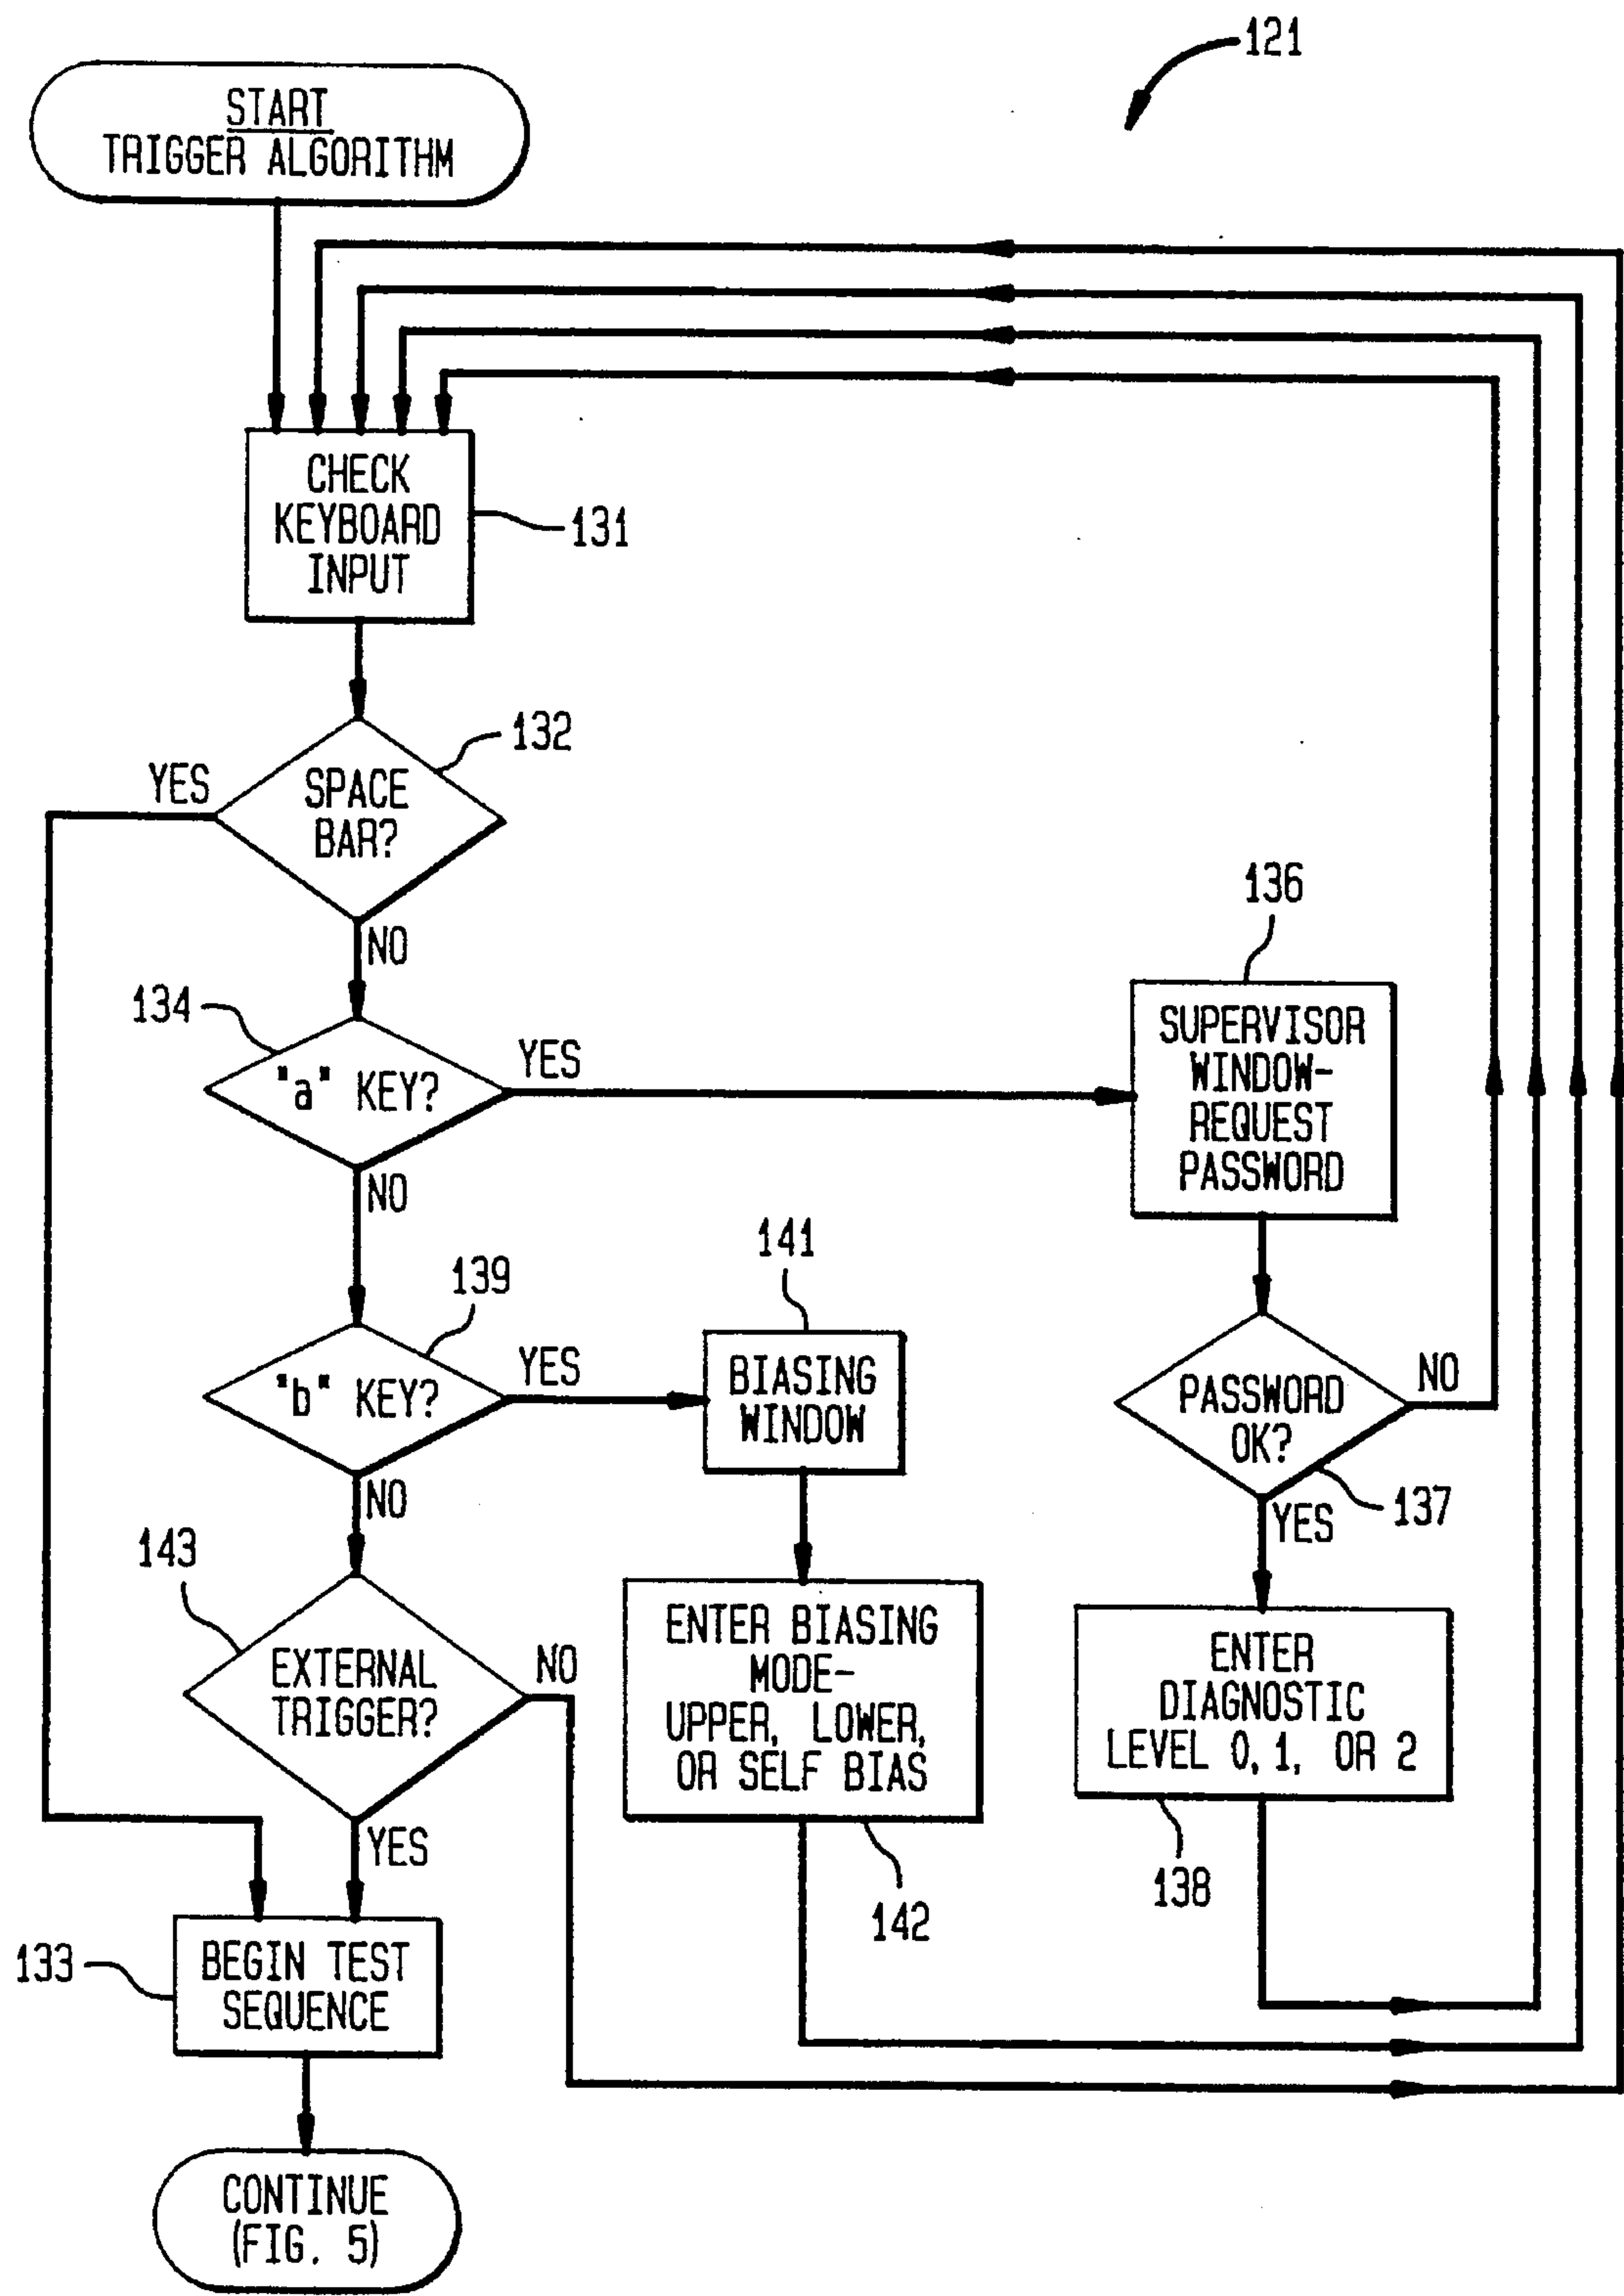 121
START
TRIGGER ALGORITHM
CHECK
KEYBOARD
INPUT
131
132
YES
SPACE
BAR?
NO
134
"a" KEY?
YES
NO
136
SUPERVISOR
WINDOW-
REQUEST
PASSWORD
139
"b" KEY?
YES
NO
141
BIASING
WINDOW
PASSWORD
OK?
NO
137
YES
143
EXTERNAL
TRIGGER?
NO
YES
ENTER BIASING
MODE-
UPPER, LOWER,
OR SELF BIAS
142
ENTER
DIAGNOSTIC
LEVEL 0, 1, OR 2
138
133
BEGIN TEST
SEQUENCE
CONTINUE
(FIG. 5)